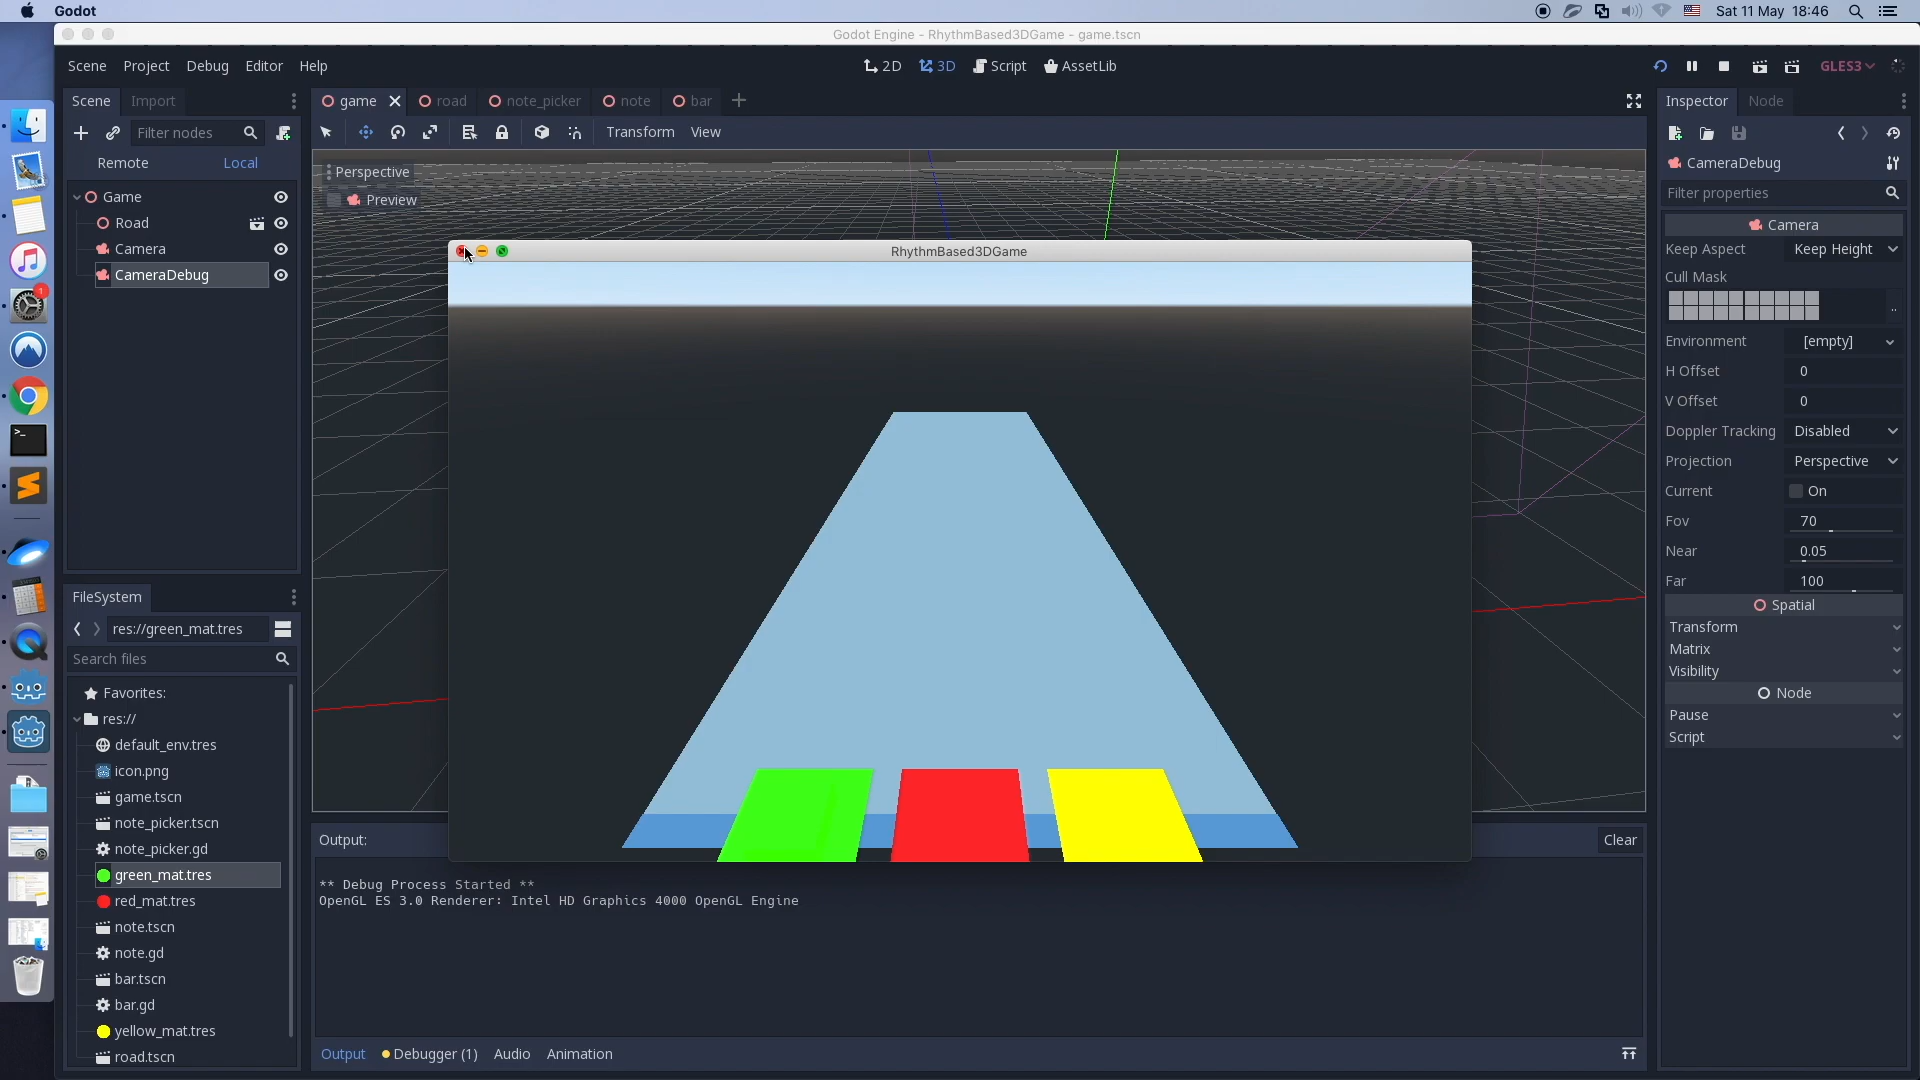 Godot
Sat 11 May 18:46
Godot Engine - RhythmBased3DGame - game.tscn
Scene Project Debug Editor Help
2D 3D Script AssetLib
GLES3
Scene Import
game road note_picker note bar
Inspector Node
Filter nodes
Transform View
Remote Local
Perspective
Preview
Game
Road
Camera
CameraDebug
RhythmBased3DGame
CameraDebug
Filter properties
Camera
Keep Aspect Keep Height
Cull Mask
..
Environment [empty]
H Offset 0
V Offset 0
Doppler Tracking Disabled
Projection Perspective
Current On
Fov 70
Near 0.05
Far 100
Spatial
Transform
Matrix
Visibility
Node
Pause
Script
FileSystem
res://green_mat.tres
Search files
Favorites:
res://
default_env.tres
icon.png
game.tscn
note_picker.tscn
note_picker.gd
green_mat.tres
red_mat.tres
note.tscn
note.gd
bar.tscn
bar.gd
yellow_mat.tres
road.tscn
Output:
Clear
** Debug Process Started **
OpenGL ES 3.0 Renderer: Intel HD Graphics 4000 OpenGL Engine
Output Debugger (1) Audio Animation
1
>_